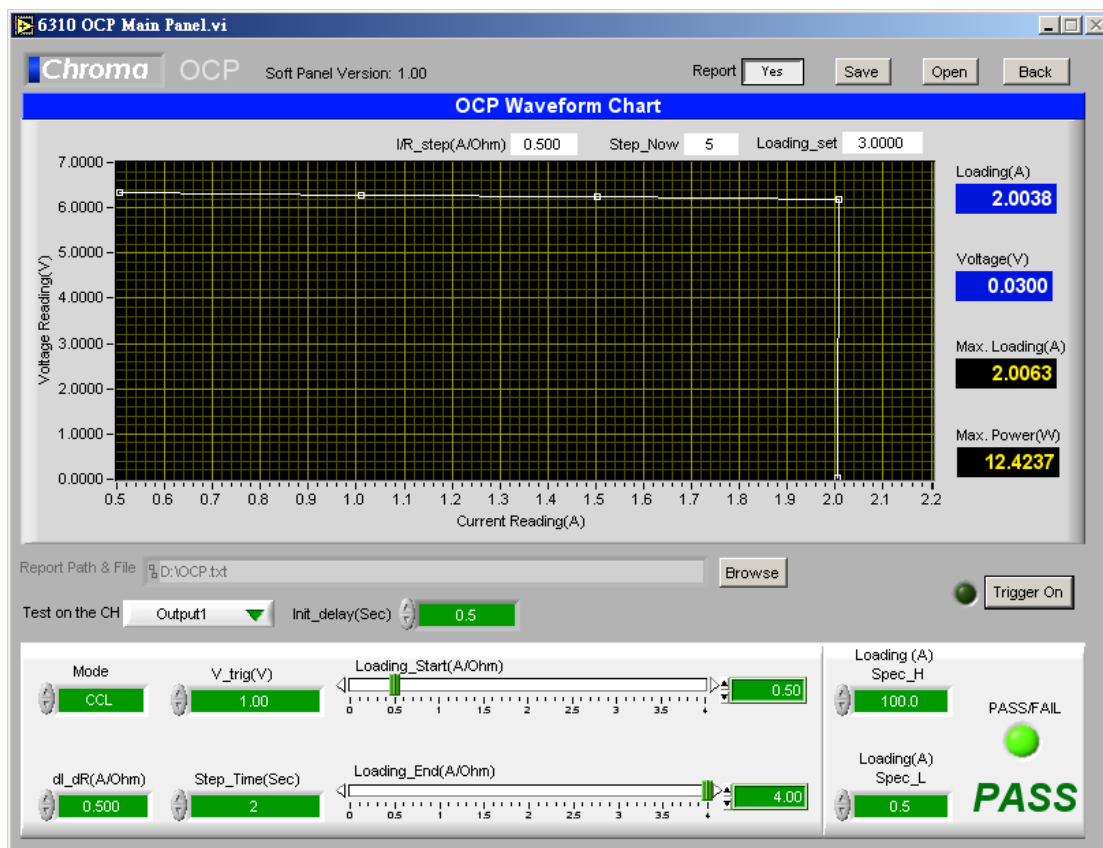 6310 OCP Main Panel.vi
Chroma OCP Soft Panel Version: 1.00 Report Yes Save Open Back
OCP Waveform Chart
I/R_step(A/Ohm) 0.500 Step_Now 5 Loading_set 3.0000
7.0000
6.0000
5.0000
4.0000
3.0000
2.0000
1.0000
0.0000
Voltage Reading(V)
0.5 0.6 0.7 0.8 0.9 1.0 1.1 1.2 1.3 1.4 1.5 1.6 1.7 1.8 1.9 2.0 2.1 2.2
Current Reading(A)
Loading(A)
2.0038
Voltage(V)
0.0300
Max. Loading(A)
2.0063
Max. Power(W)
12.4237
Report Path & File D:\OCP.txt Browse
Trigger On
Test on the CH Output1 Init_delay(Sec) 0.5
Mode
CCL
V_trig(V)
1.00
Loading_Start(A/Ohm)
0.50
0 0.5 1 1.5 2 2.5 3 3.5 4
dI_dR(A/Ohm)
0.500
Step_Time(Sec)
2
Loading_End(A/Ohm)
4.00
0 0.5 1 1.5 2 2.5 3 3.5 4
Loading (A)
Spec_H
100.0
Loading(A)
Spec_L
0.5
PASS/FAIL
PASS